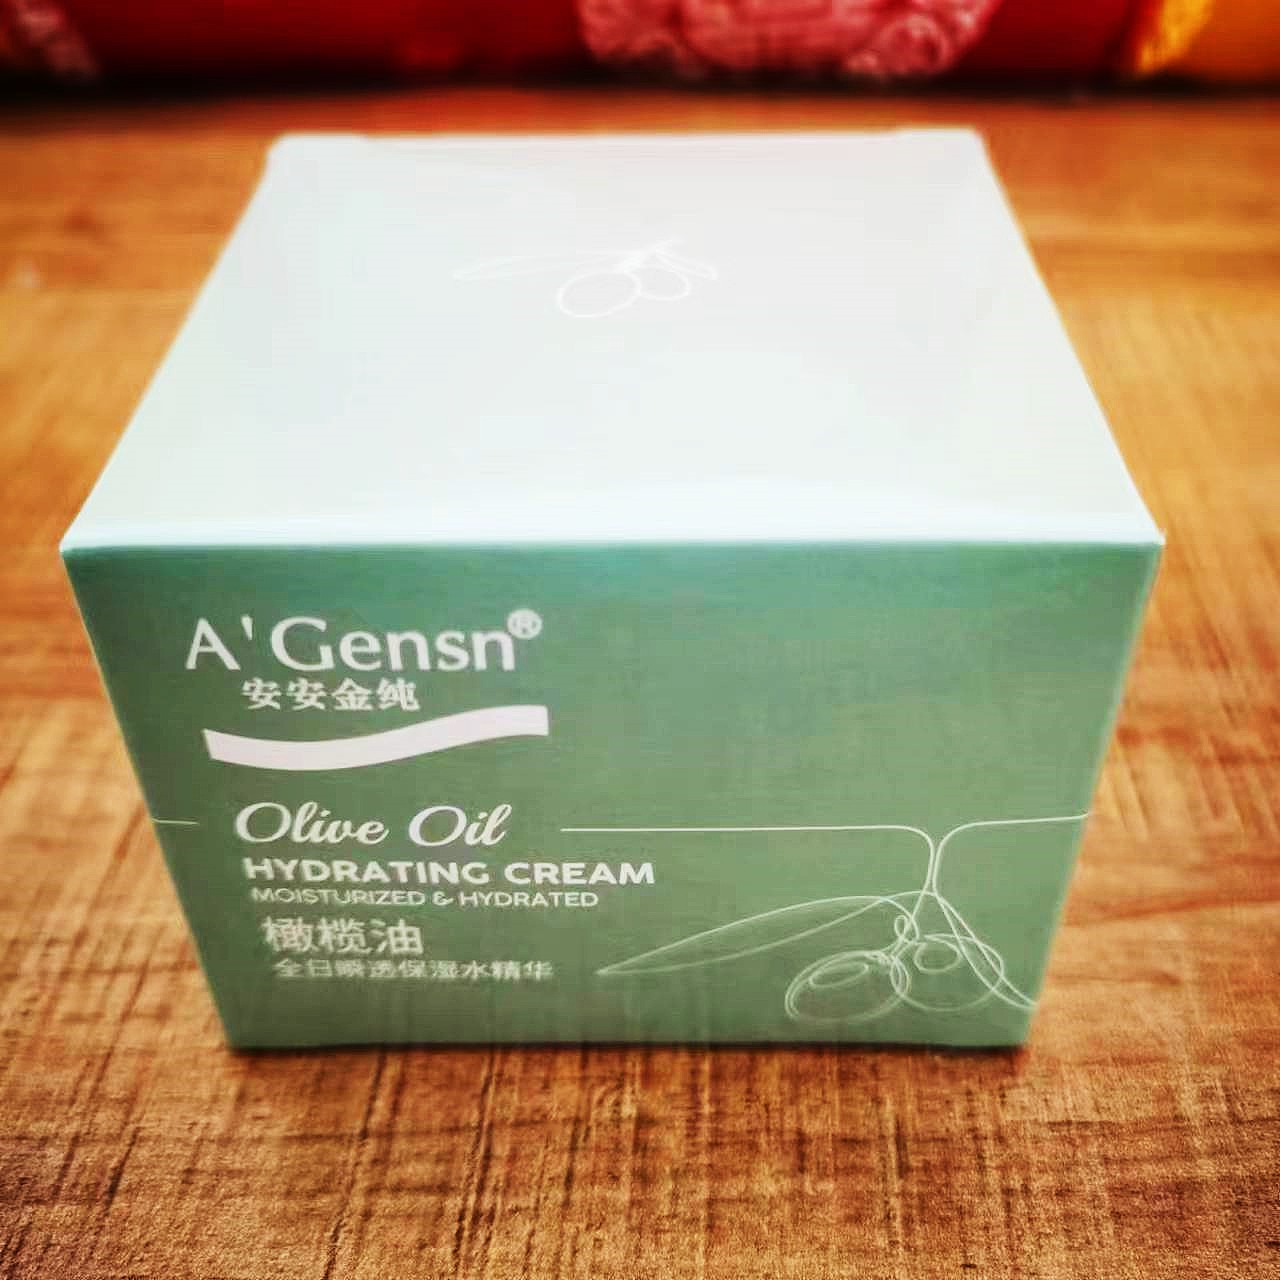 A'Gensn®
安安金纯
Olive Oil
HYDRATING CREAM
MOISTURIZED & HYDRATED
橄榄油
全日瞬透保湿水精华